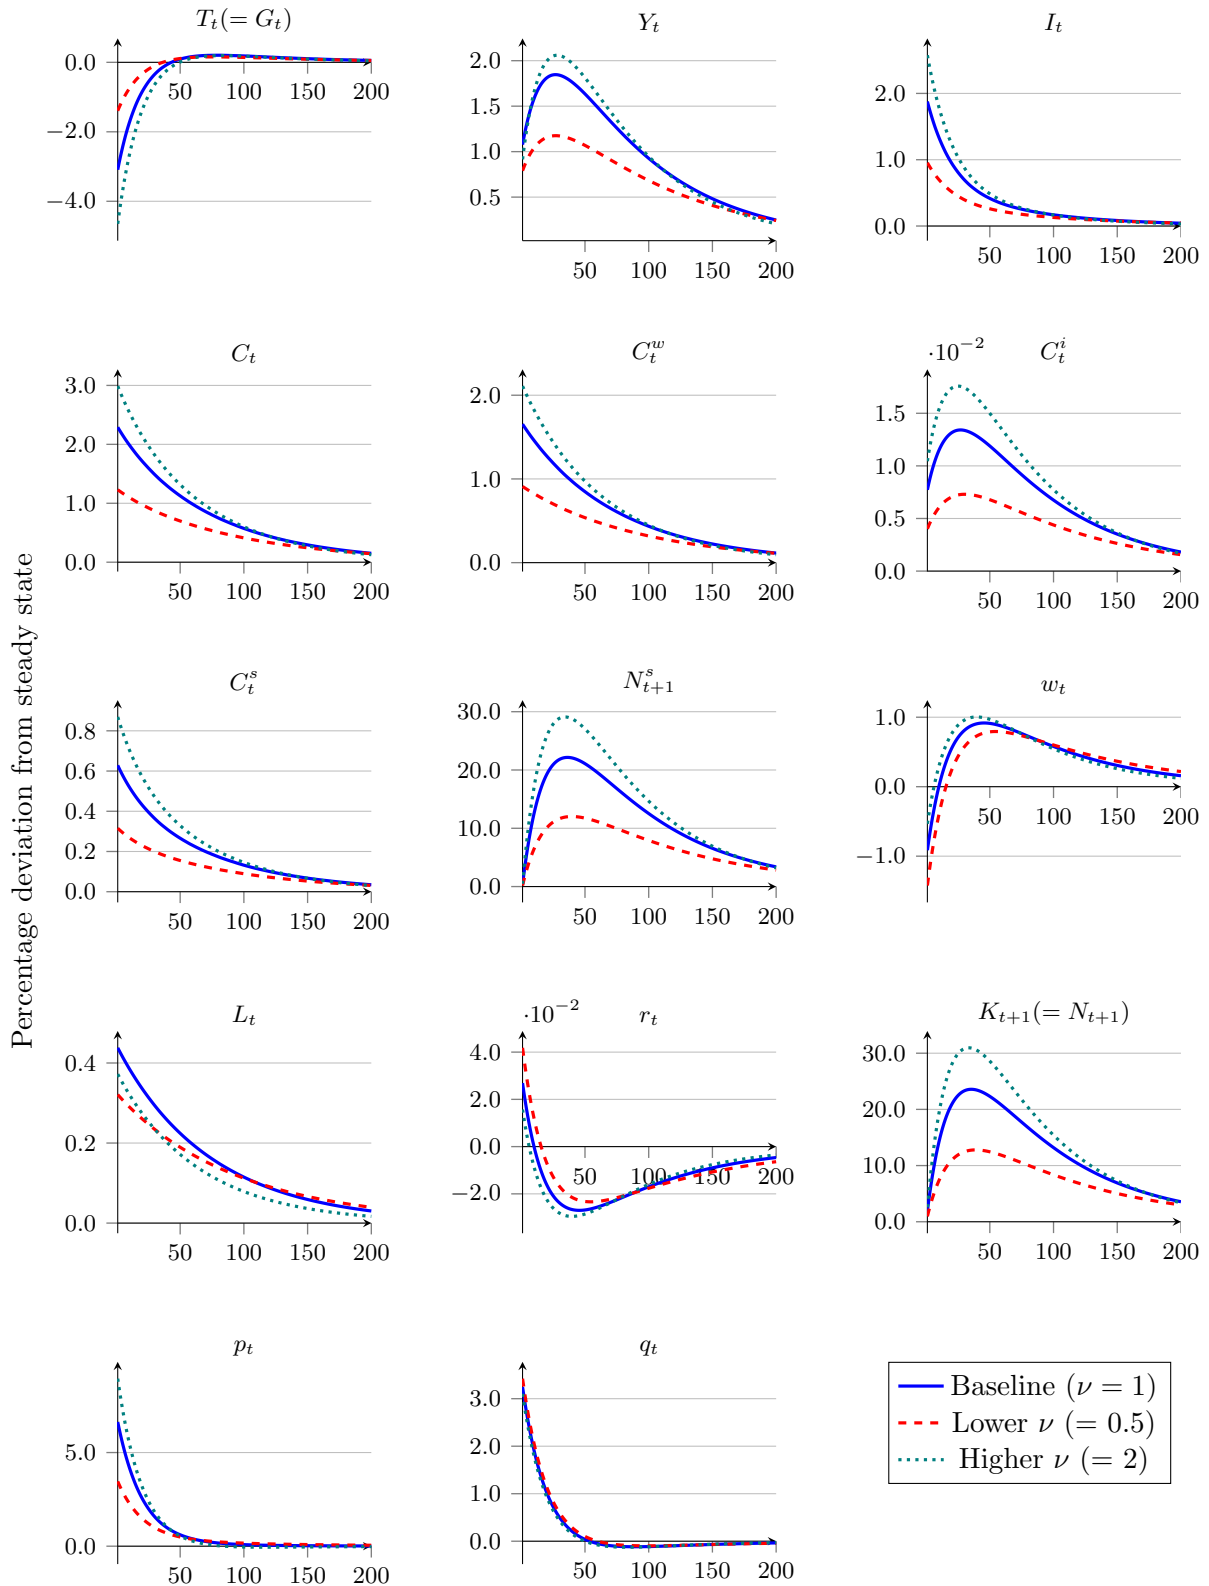 Percentage deviation from steady state
T_t(= G_t)
0.0
−2.0
−4.0
50 100 150 200
Y_t
2.0
1.5
1.0
0.5
50 100 150 200
I_t
2.0
1.0
0.0
50 100 150 200
C_t
3.0
2.0
1.0
0.0
50 100 150 200
C_t^w
2.0
1.0
0.0
50 100 150 200
·10^−2
C_t^i
1.5
1.0
0.5
0.0
50 100 150 200
C_t^s
0.8
0.6
0.4
0.2
0.0
50 100 150 200
N_{t+1}^s
30.0
20.0
10.0
0.0
50 100 150 200
w_t
1.0
0.0
−1.0
50 100 150 200
L_t
0.4
0.2
0.0
50 100 150 200
·10^−2
r_t
4.0
2.0
0.0
−2.0
50 100 150 200
K_{t+1}(= N_{t+1})
30.0
20.0
10.0
0.0
50 100 150 200
p_t
5.0
0.0
50 100 150 200
q_t
3.0
2.0
1.0
0.0
50 100 150 200
Baseline (ν = 1)
Lower ν (= 0.5)
Higher ν (= 2)